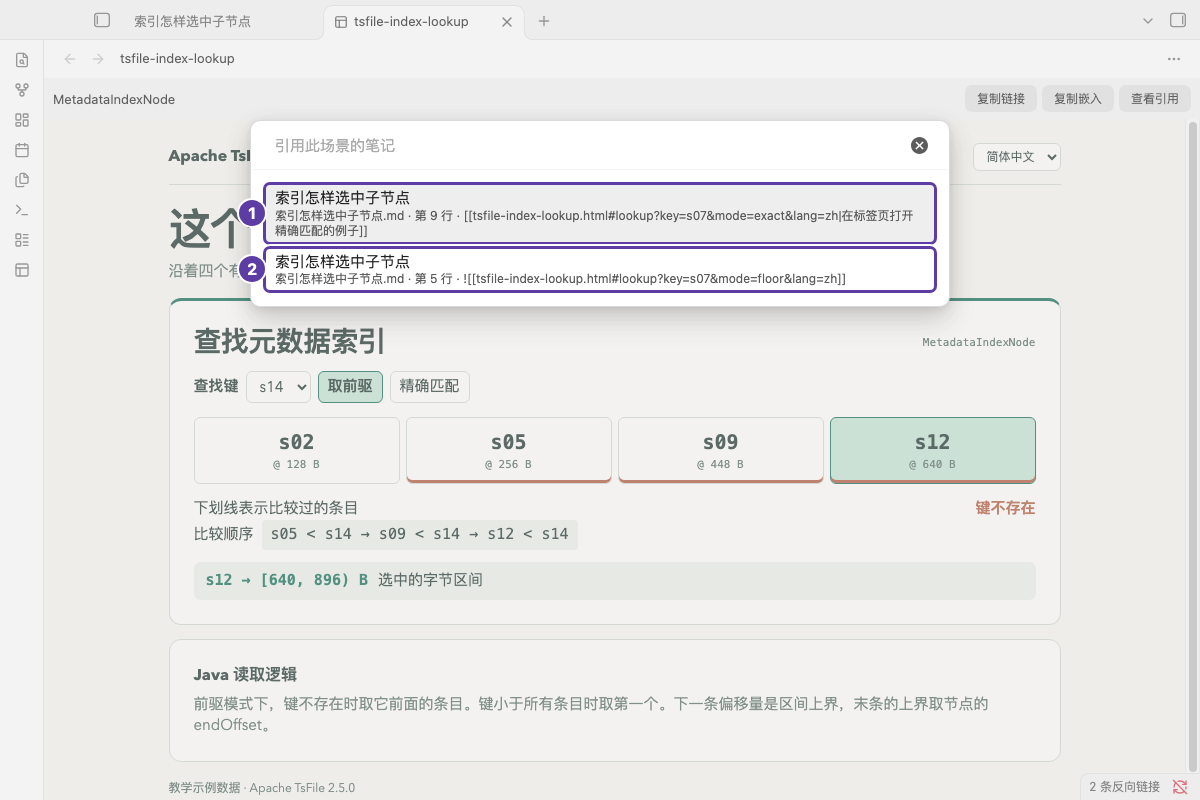 索引怎样选中子节点
tsfile-index-lookup
tsfile-index-lookup
MetadataIndexNode
复制链接
复制嵌入
查看引用
引用此场景的笔记
Apache TsF
简体中文
1
索引怎样选中子节点
索引怎样选中子节点.md · 第 9 行 · [[tsfile-index-lookup.html#lookup?key=s07&mode=exact&lang=zh|在标签页打开
精确匹配的例子]]
这个
2
索引怎样选中子节点
索引怎样选中子节点.md · 第 5 行 · ![[tsfile-index-lookup.html#lookup?key=s07&mode=floor&lang=zh]]
沿着四个有
查找元数据索引
MetadataIndexNode
查找键
s14
取前驱
精确匹配
s02
@ 128 B
s05
@ 256 B
s09
@ 448 B
s12
@ 640 B
下划线表示比较过的条目
键不存在
比较顺序 s05 < s14 → s09 < s14 → s12 < s14
s12 → [640, 896) B 选中的字节区间
Java 读取逻辑
前驱模式下，键不存在时取它前面的条目。键小于所有条目时取第一个。下一条偏移量是区间上界，末条的上界取节点的
endOffset。
教学示例数据 · Apache TsFile 2.5.0
2 条反向链接